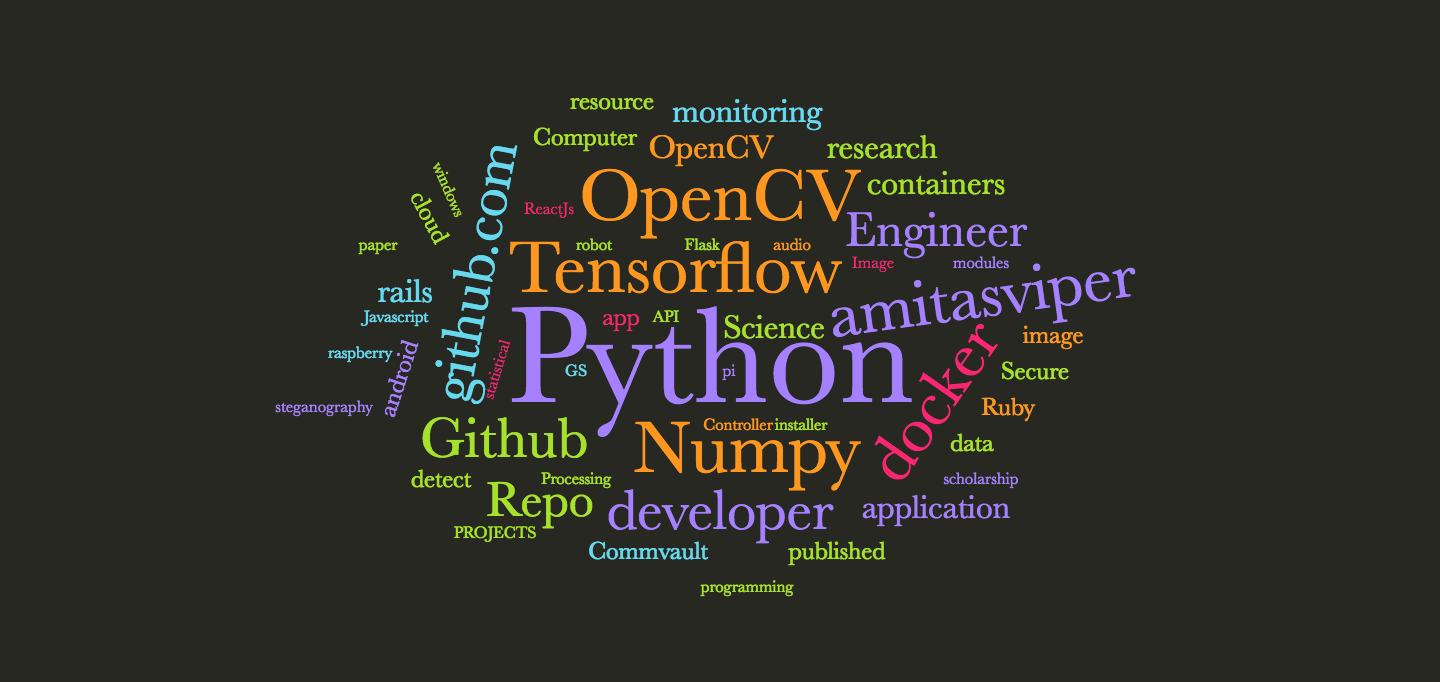 resource
monitoring
Computer
OpenCV
research
windows
cloud
github.com
ReactJs
OpenCV
containers
Engineer
paper
robot
Flask
audio
Tensorflow
Image
modules
rails
Javascript
amitasviper
app
API
Science
image
raspberry
android
statistical
Python
GS
pi
docker
Secure
steganography
Ruby
Github
Numpy
Controller
installer
data
detect
Processing
scholarship
Repo
developer
application
PROJECTS
Commvault
published
programming